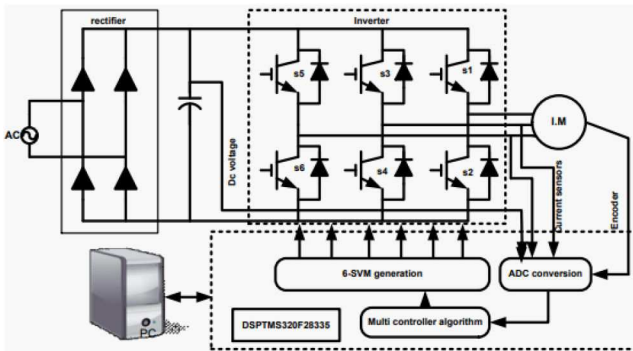 rectifier
Inverter
s5
s3
s1
AC
I.M
Dc voltage
s6
s4
s2
Current sensors
Encoder
6-SVM generation
ADC conversion
PC
DSPTMS320F28335
Multi controller algorithm